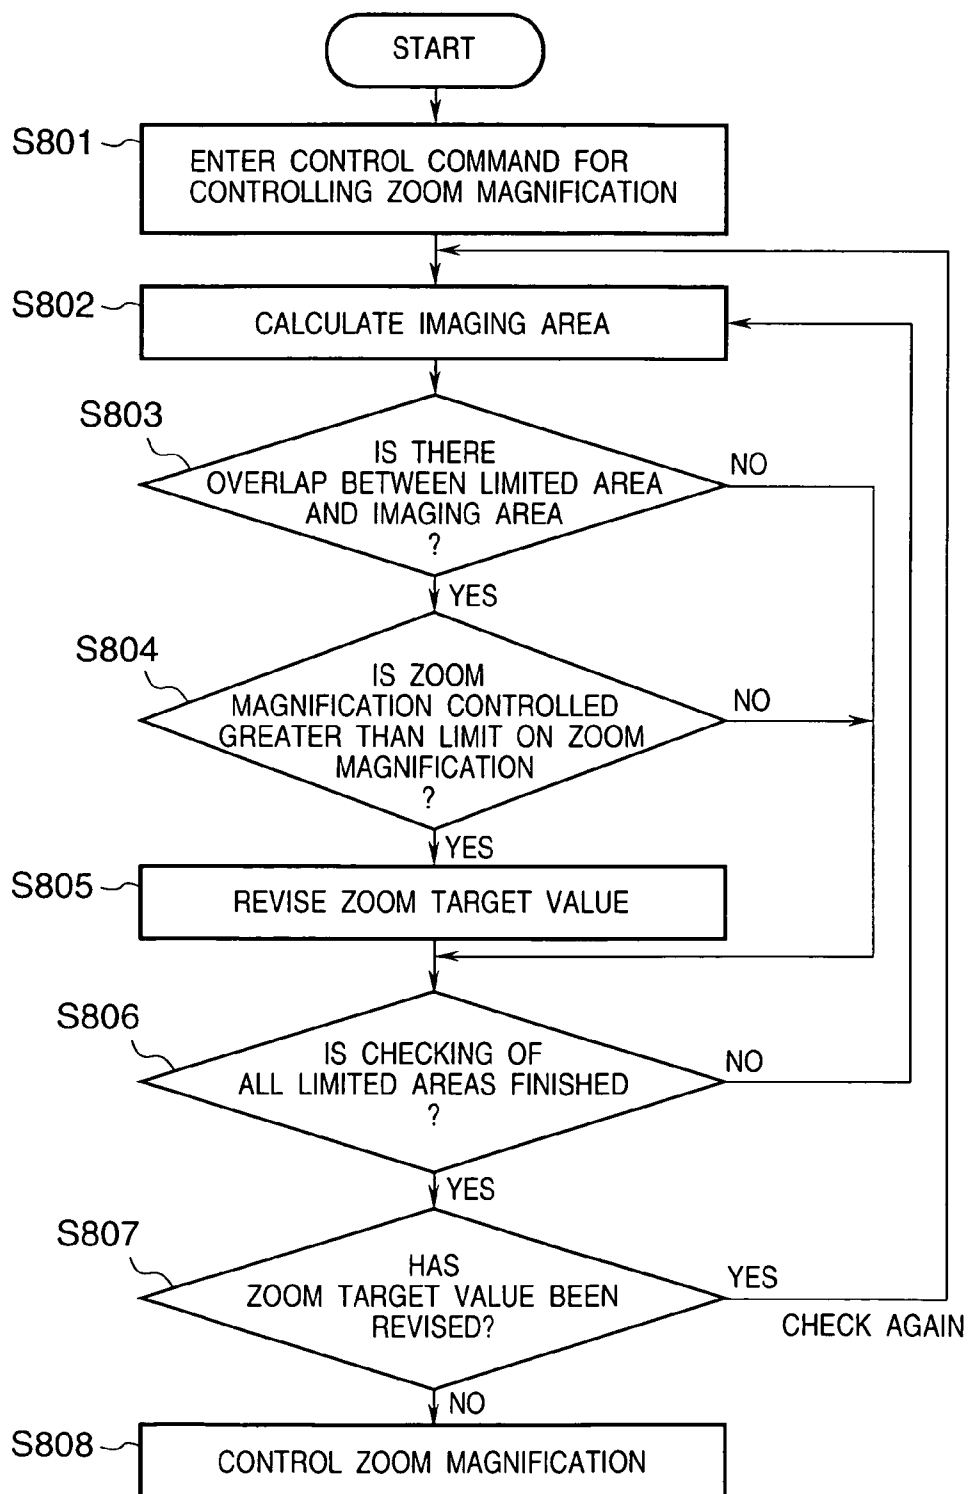 START
S801
ENTER CONTROL COMMAND FOR
CONTROLLING ZOOM MAGNIFICATION
S802
CALCULATE IMAGING AREA
S803
IS THERE
OVERLAP BETWEEN LIMITED AREA
AND IMAGING AREA
?
NO
YES
S804
IS ZOOM
MAGNIFICATION CONTROLLED
GREATER THAN LIMIT ON ZOOM
MAGNIFICATION
?
NO
YES
S805
REVISE ZOOM TARGET VALUE
S806
IS CHECKING OF
ALL LIMITED AREAS FINISHED
?
NO
YES
S807
HAS
ZOOM TARGET VALUE BEEN
REVISED?
YES
CHECK AGAIN
NO
S808
CONTROL ZOOM MAGNIFICATION